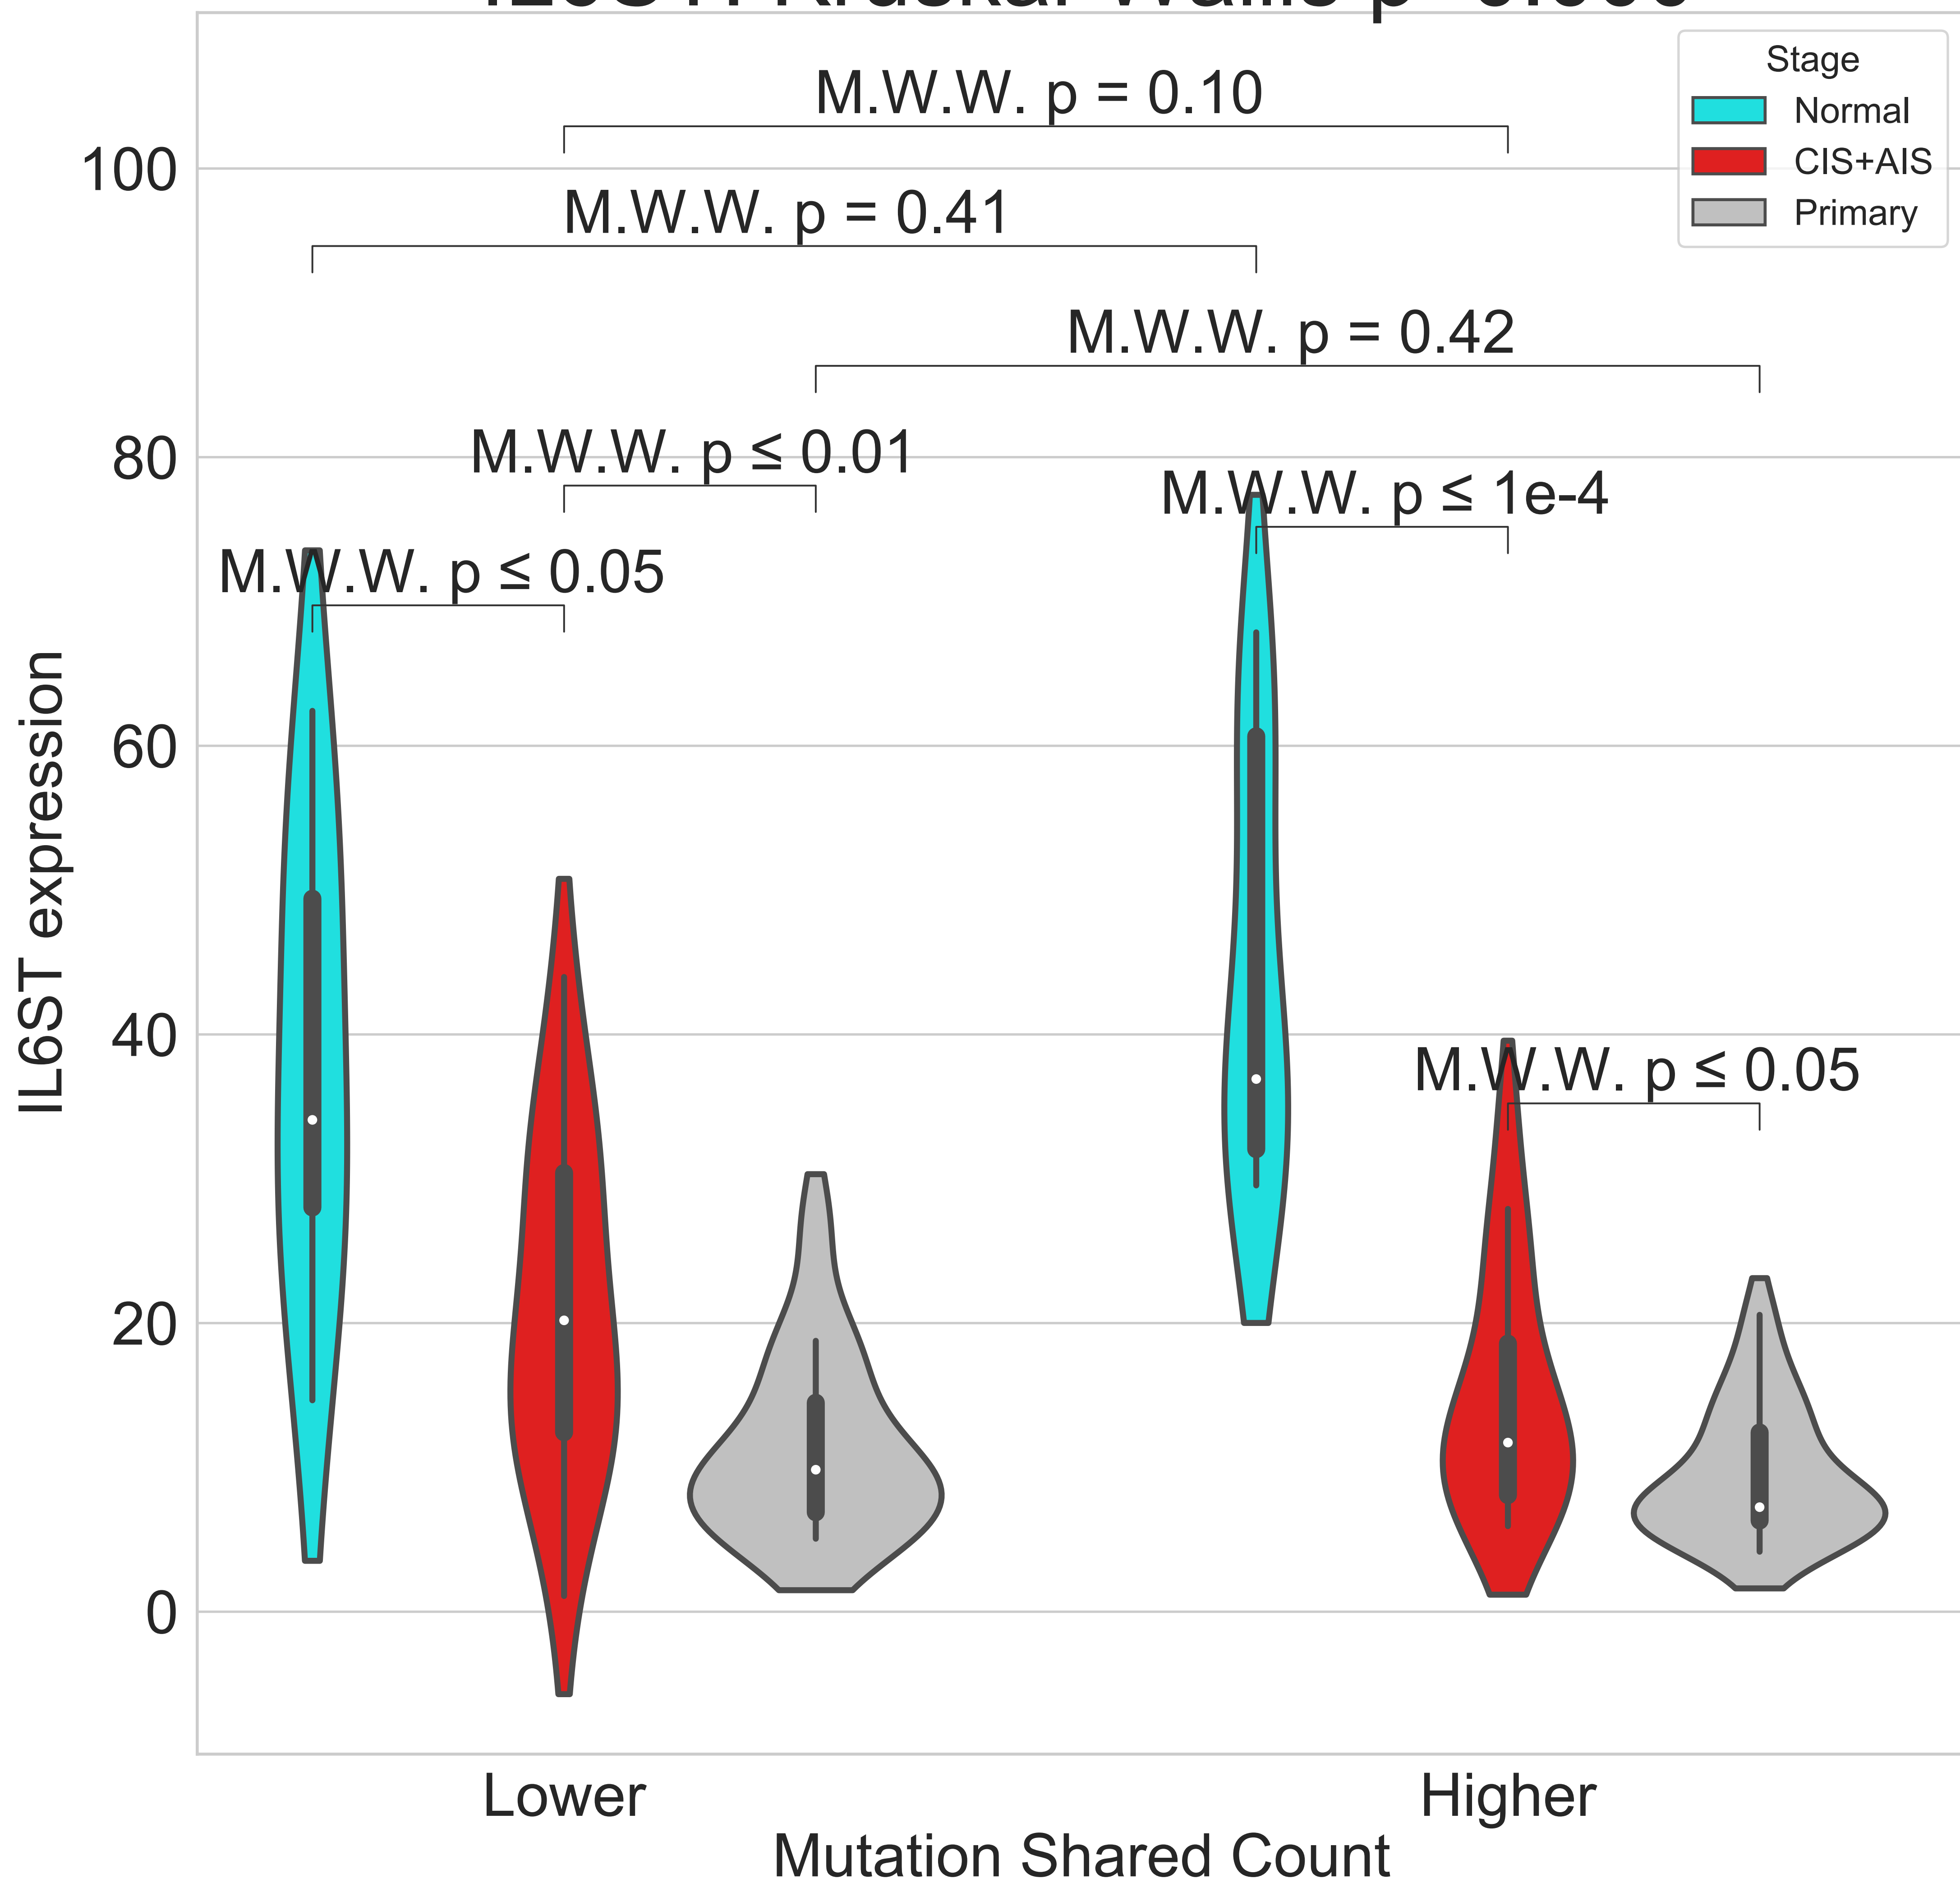 Stage
Normal
CIS+AIS
Primary
M.W.W. p = 0.10
M.W.W. p = 0.41
M.W.W. p = 0.42
M.W.W. p ≤ 0.01
M.W.W. p ≤ 1e-4
M.W.W. p ≤ 0.05
M.W.W. p ≤ 0.05
100
80
60
40
20
0
IL6ST expression
Lower
Higher
Mutation Shared Count